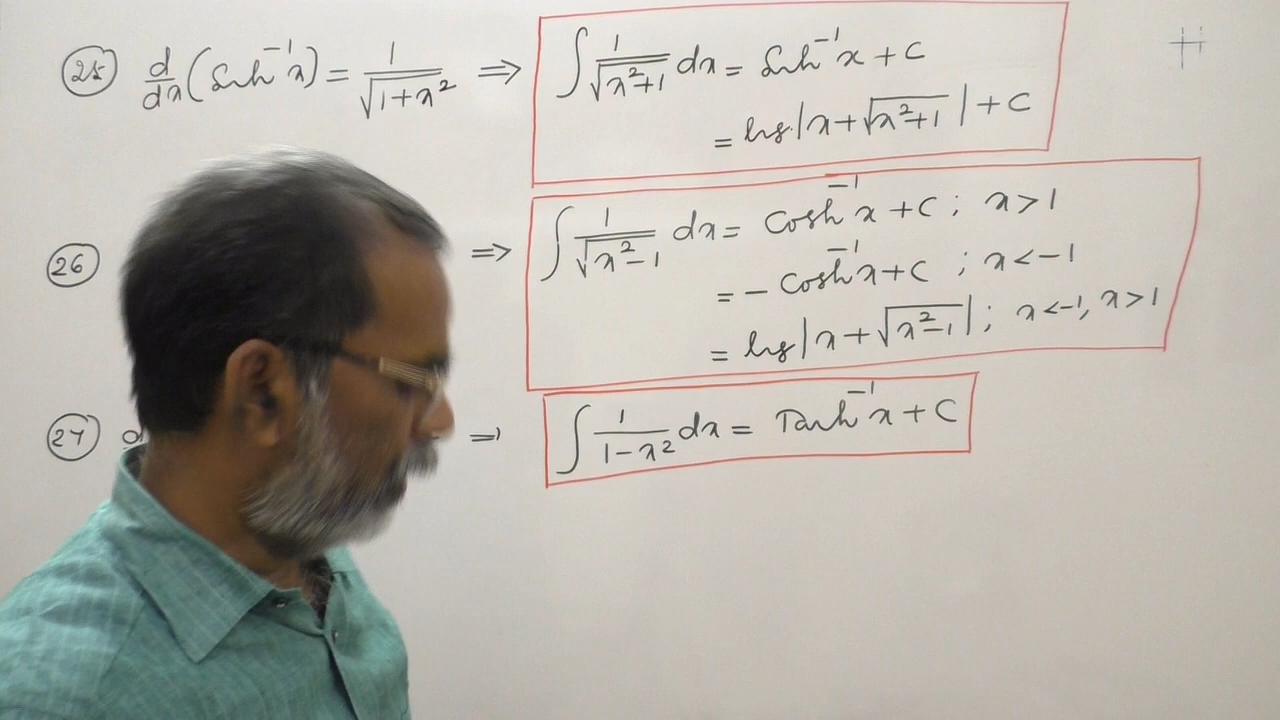 (25) d/dx (Sinh⁻¹x) = 1/√(1+x²) ⇒ ∫ 1/√(x²+1) dx = Sinh⁻¹x + C
= log|x + √(x²+1)| + C
(26) ⇒ ∫ 1/√(x²-1) dx = Cosh⁻¹x + C ; x > 1
= - Cosh⁻¹x + C ; x < -1
= log|x + √(x²-1)| ; x < -1, x > 1
(27) d ⇒ ∫ 1/(1-x²) dx = Tanh⁻¹x + C